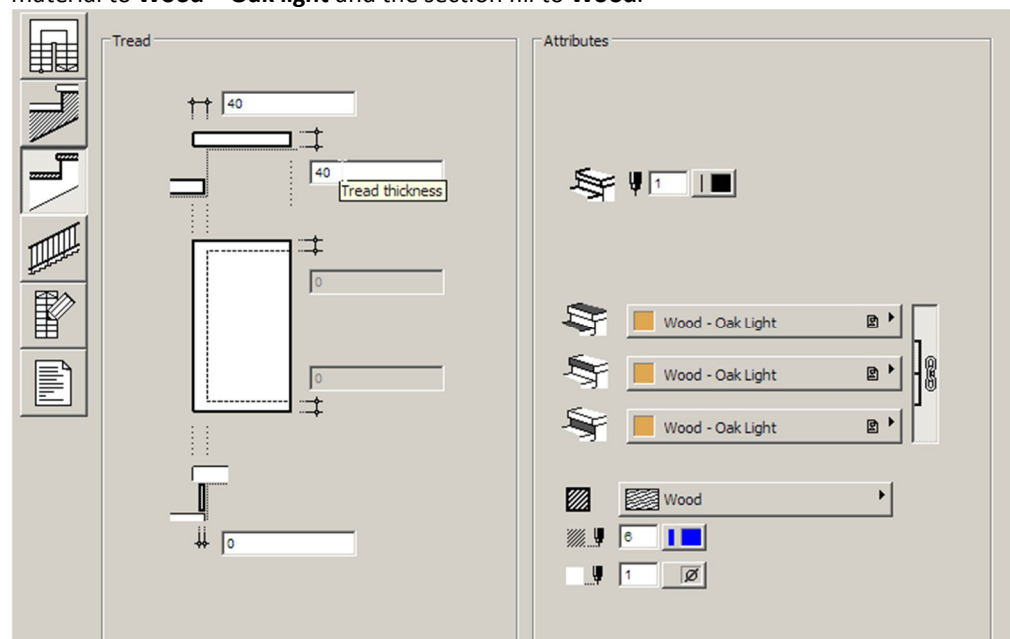 material to Wood – Oak light and the section fill to Wood.
Tread
Attributes
40
40
Tread thickness
1
0
Wood - Oak Light
Wood - Oak Light
0
Wood - Oak Light
Wood
6
0
1